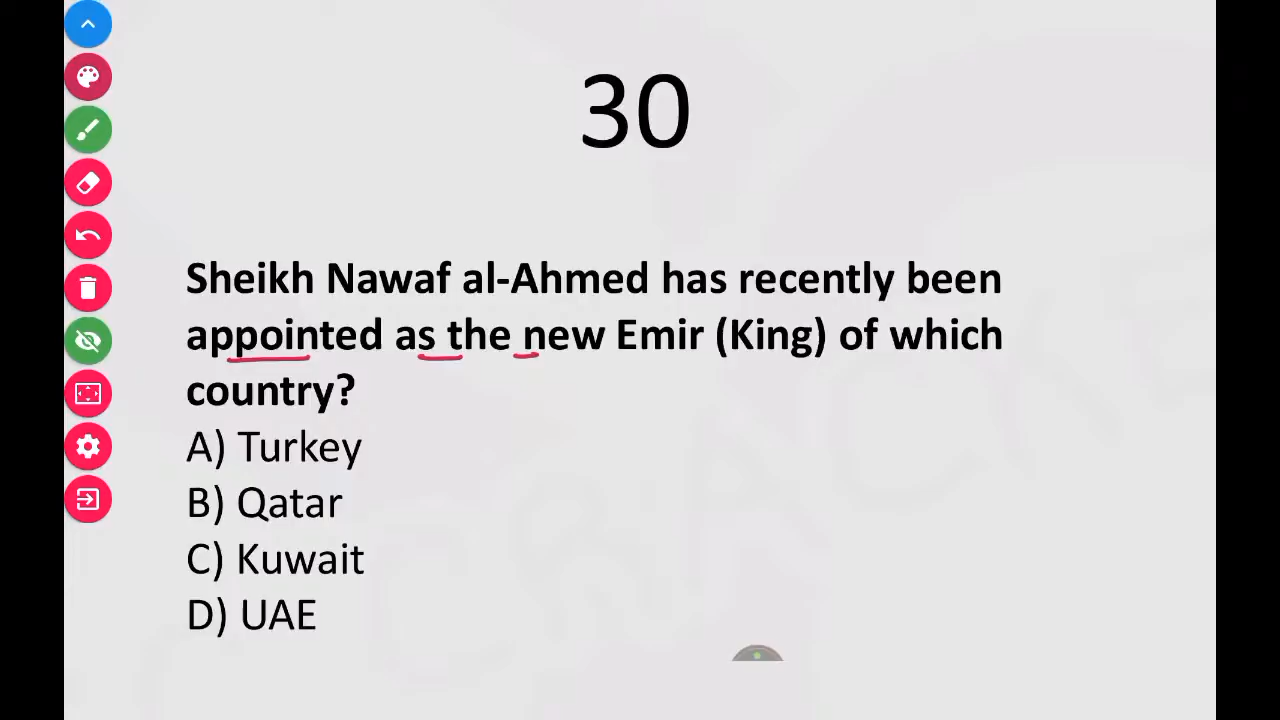 30
Sheikh Nawaf al-Ahmed has recently been
appointed as the new Emir (King) of which
country?
A) Turkey
B) Qatar
C) Kuwait
D) UAE